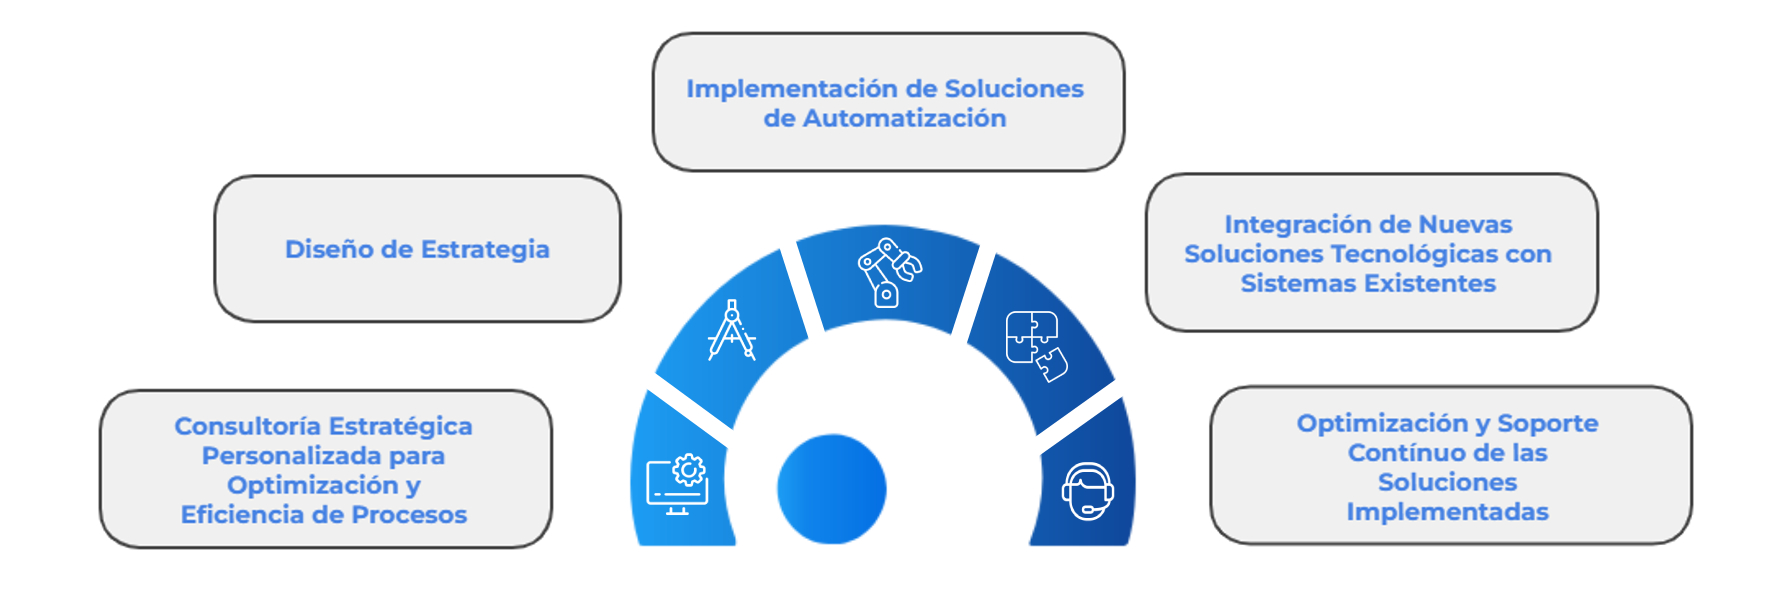 Implementación de Soluciones
de Automatización
Diseño de Estrategia
Integración de Nuevas
Soluciones Tecnológicas con
Sistemas Existentes
Consultoría Estratégica
Personalizada para
Optimización y
Eficiencia de Procesos
Optimización y Soporte
Contínuo de las
Soluciones
Implementadas